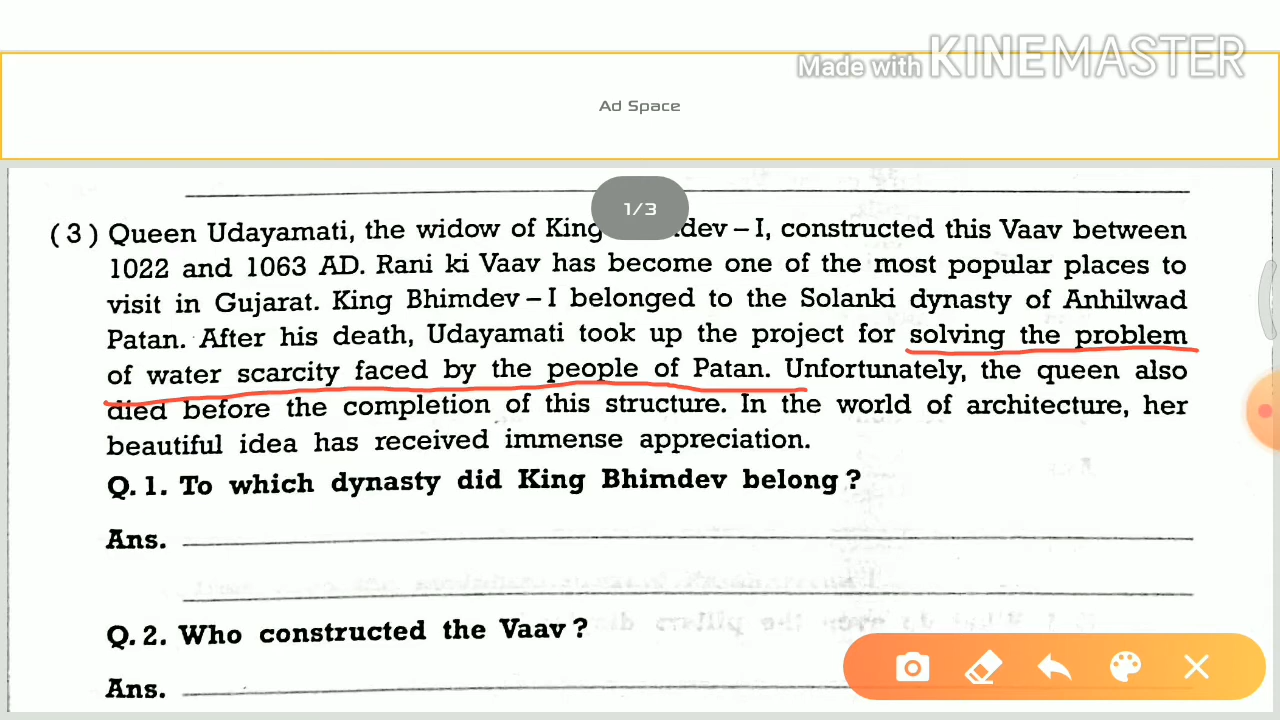 Made with KINEMASTER
Ad Space
1/3
(3) Queen Udayamati, the widow of King dev – I, constructed this Vaav between
1022 and 1063 AD. Rani ki Vaav has become one of the most popular places to
visit in Gujarat. King Bhimdev – I belonged to the Solanki dynasty of Anhilwad
Patan. After his death, Udayamati took up the project for solving the problem
of water scarcity faced by the people of Patan. Unfortunately, the queen also
died before the completion of this structure. In the world of architecture, her
beautiful idea has received immense appreciation.
Q. 1. To which dynasty did King Bhimdev belong ?
Ans.
Q. 2. Who constructed the Vaav ?
Ans.